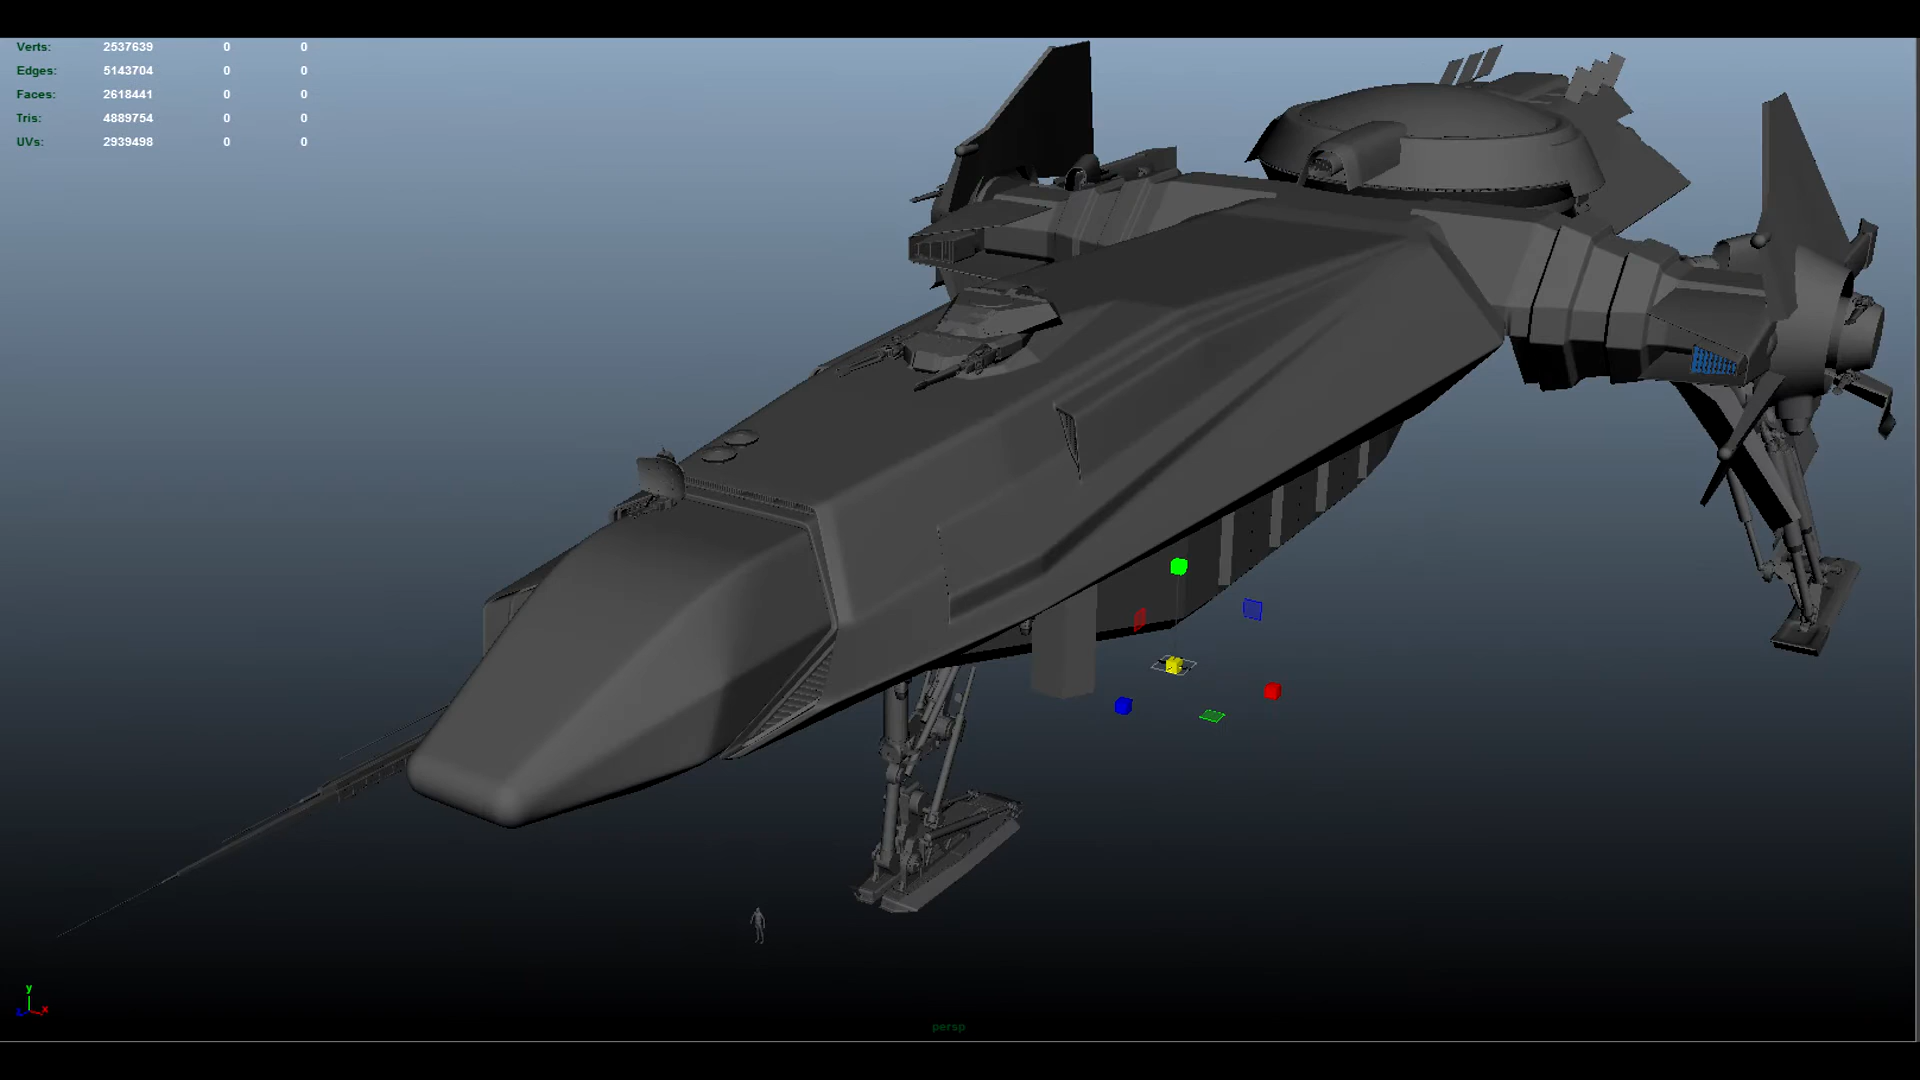 Verts: 2537639 0 0
Edges: 5143704 0 0
Faces: 2618441 0 0
Tris: 4889754 0 0
UVs: 2939498 0 0
y
z x
persp